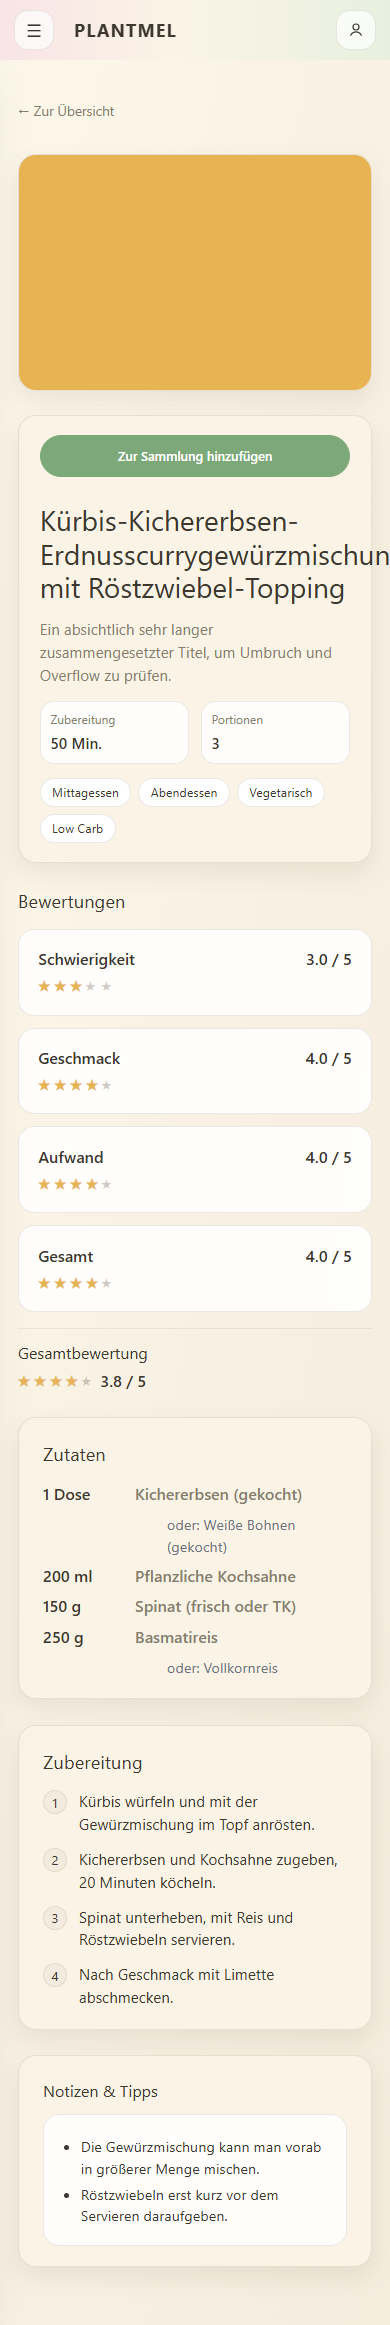 PLANTMEL
← Zur Übersicht
Zur Sammlung hinzufügen
Kürbis-Kichererbsen-
Erdnusscurrygewürzmischun
mit Röstzwiebel-Topping
Ein absichtlich sehr langer
zusammengesetzter Titel, um Umbruch und
Overflow zu prüfen.
Zubereitung
50 Min.
Portionen
3
Mittagessen
Abendessen
Vegetarisch
Low Carb
Bewertungen
Schwierigkeit 3.0 / 5
★★★★★
Geschmack 4.0 / 5
★★★★★
Aufwand 4.0 / 5
★★★★★
Gesamt 4.0 / 5
★★★★★
Gesamtbewertung
★★★★★ 3.8 / 5
Zutaten
1 Dose Kichererbsen (gekocht)
oder: Weiße Bohnen
(gekocht)
200 ml Pflanzliche Kochsahne
150 g Spinat (frisch oder TK)
250 g Basmatireis
oder: Vollkornreis
Zubereitung
1 Kürbis würfeln und mit der
Gewürzmischung im Topf anrösten.
2 Kichererbsen und Kochsahne zugeben,
20 Minuten köcheln.
3 Spinat unterheben, mit Reis und
Röstzwiebeln servieren.
4 Nach Geschmack mit Limette
abschmecken.
Notizen & Tipps
• Die Gewürzmischung kann man vorab
in größerer Menge mischen.
• Röstzwiebeln erst kurz vor dem
Servieren daraufgeben.